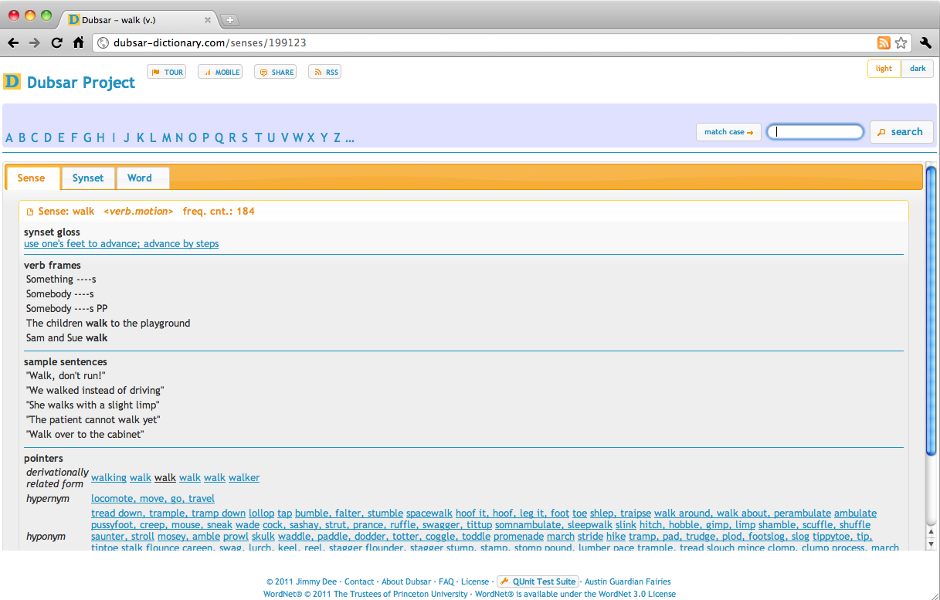 Dubsar - walk (v.)
dubsar-dictionary.com/senses/199123
D Dubsar Project
TOUR MOBILE SHARE RSS
light dark
A B C D E F G H I J K L M N O P Q R S T U V W X Y Z ...
match case → search
Sense Synset Word
Sense: walk <verb.motion> freq. cnt.: 184
synset gloss
use one's feet to advance; advance by steps
verb frames
Something ----s
Somebody ----s
Somebody ----s PP
The children walk to the playground
Sam and Sue walk
sample sentences
"Walk, don't run!"
"We walked instead of driving"
"She walks with a slight limp"
"The patient cannot walk yet"
"Walk over to the cabinet"
pointers
derivationally related form walking walk walk walk walk walker
hypernym locomote, move, go, travel
tread down, trample, tramp down lollop tap bumble, falter, stumble spacewalk hoof it, hoof, leg it, foot toe shlep, traipse walk around, walk about, perambulate ambulate
pussyfoot, creep, mouse, sneak wade cock, sashay, strut, prance, ruffle, swagger, tittup somnambulate, sleepwalk slink hitch, hobble, gimp, limp shamble, scuffle, shuffle
hyponym saunter, stroll mosey, amble prowl skulk waddle, paddle, dodder, totter, coggle, toddle promenade march stride hike tramp, pad, trudge, plod, footslog, slog tippytoe, tip,
tiptoe stalk flounce careen, swag, lurch, keel, reel, stagger flounder, stagger stump, stamp, stomp pound, lumber pace trample, tread slouch mince clomp, clump process, march
© 2011 Jimmy Dee · Contact · About Dubsar · FAQ · License · QUnit Test Suite · Austin Guardian Fairies
WordNet® © 2011 The Trustees of Princeton University · WordNet® is available under the WordNet 3.0 License